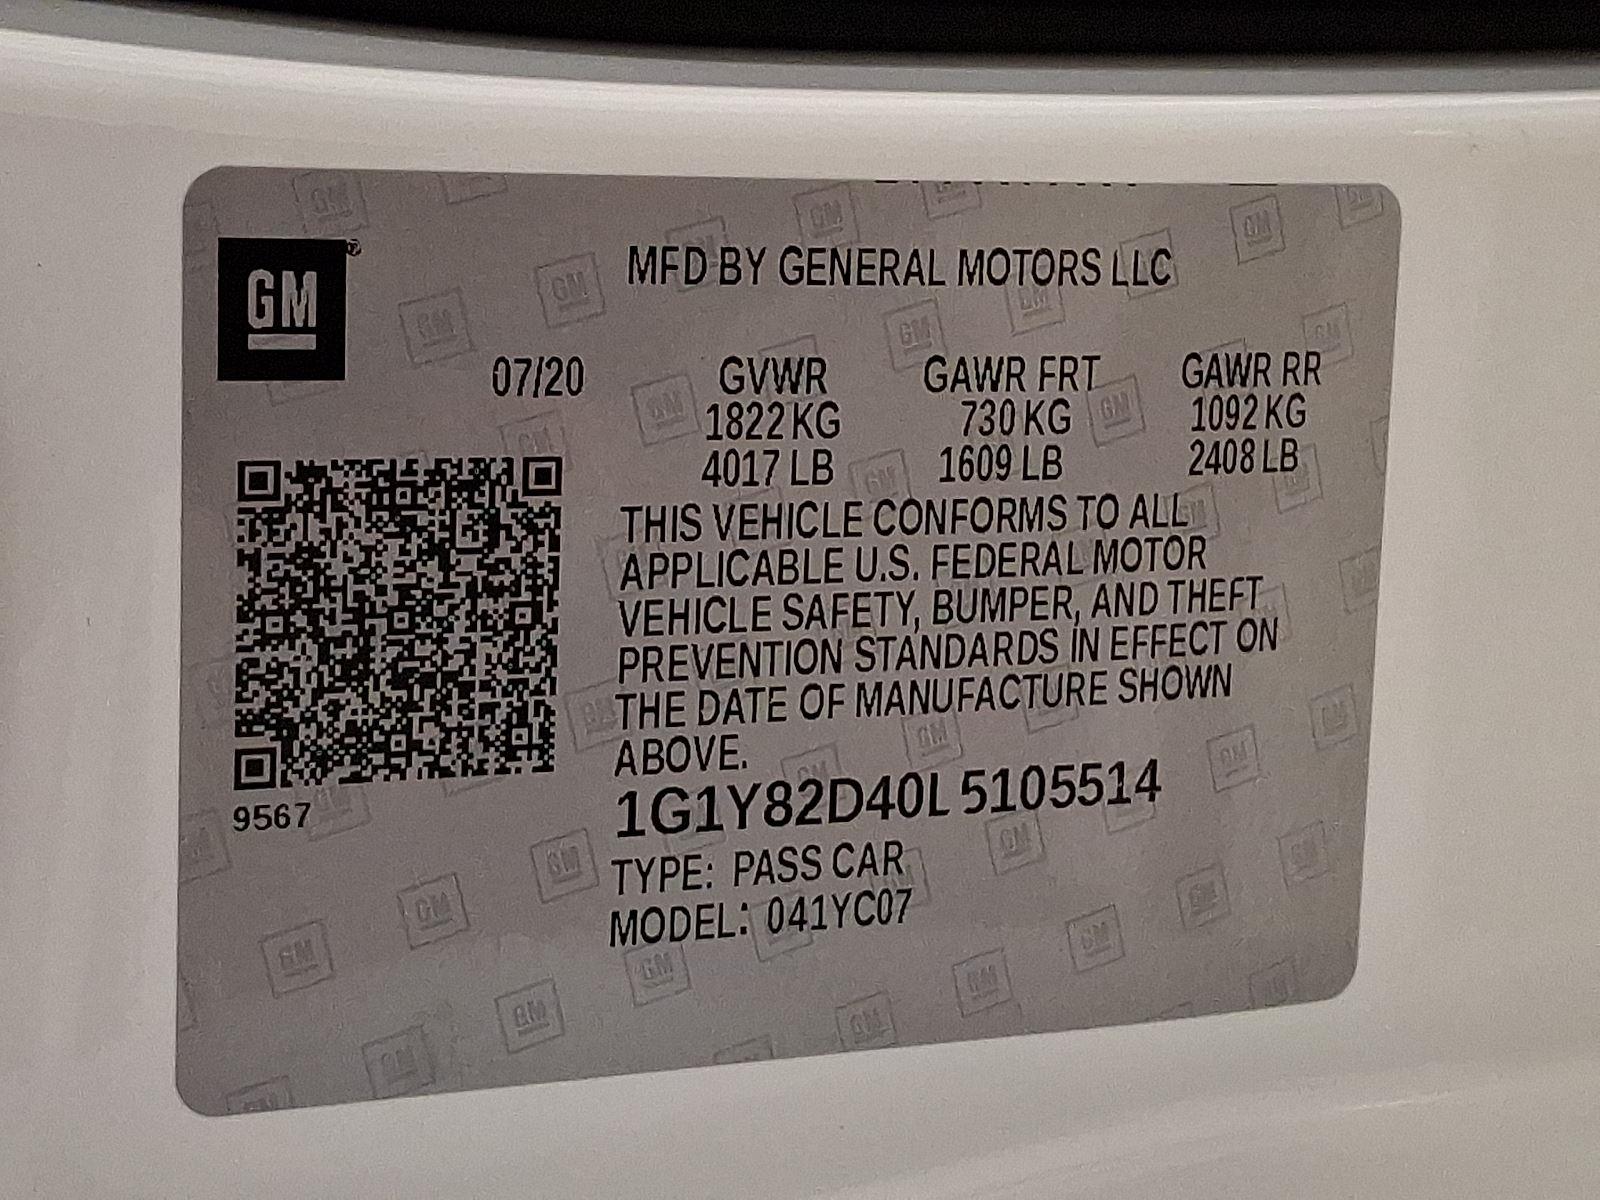 GM
MFD BY GENERAL MOTORS LLC
07/20 GVWR GAWR FRT GAWR RR
1822 KG 730 KG 1092 KG
4017 LB 1609 LB 2408 LB
THIS VEHICLE CONFORMS TO ALL
APPLICABLE U.S. FEDERAL MOTOR
VEHICLE SAFETY, BUMPER, AND THEFT
PREVENTION STANDARDS IN EFFECT ON
THE DATE OF MANUFACTURE SHOWN
ABOVE.
9567
1G1Y82D40L5105514
TYPE: PASS CAR
MODEL: 041YC07